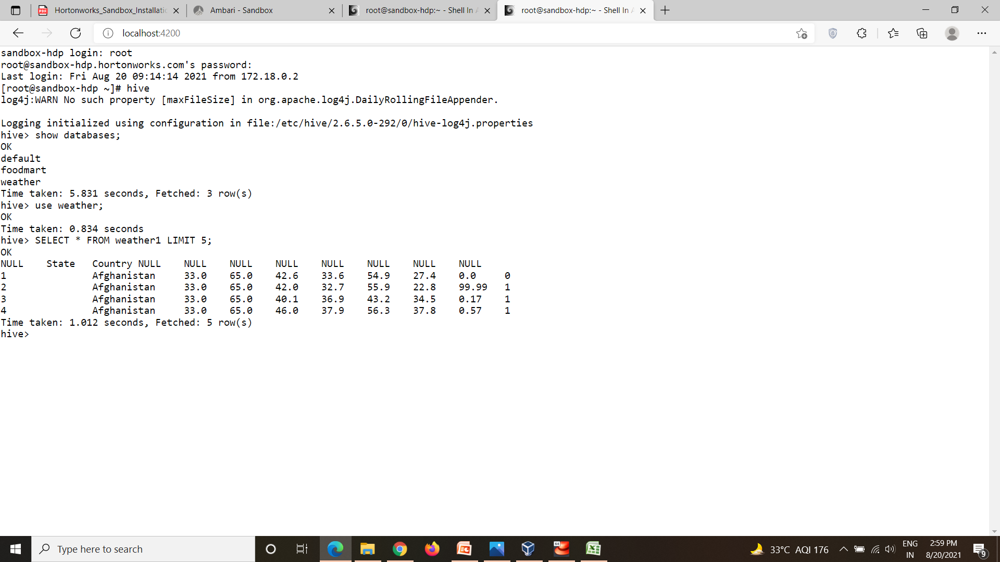 Hortonworks_Sandbox_Installatio
Ambari - Sandbox
root@sandbox-hdp:~ - Shell In A
root@sandbox-hdp:~ - Shell In A
localhost:4200
sandbox-hdp login: root
root@sandbox-hdp.hortonworks.com's password:
Last login: Fri Aug 20 09:14:14 2021 from 172.18.0.2
[root@sandbox-hdp ~]# hive
log4j:WARN No such property [maxFileSize] in org.apache.log4j.DailyRollingFileAppender.
Logging initialized using configuration in file:/etc/hive/2.6.5.0-292/0/hive-log4j.properties
hive> show databases;
OK
default
foodmart
weather
Time taken: 5.831 seconds, Fetched: 3 row(s)
hive> use weather;
OK
Time taken: 0.834 seconds
hive> SELECT * FROM weather1 LIMIT 5;
OK
NULL State Country NULL NULL NULL NULL NULL NULL NULL NULL
1 Afghanistan 33.0 65.0 42.6 33.6 54.9 27.4 0.0 0
2 Afghanistan 33.0 65.0 42.0 32.7 55.9 22.8 99.99 1
3 Afghanistan 33.0 65.0 40.1 36.9 43.2 34.5 0.17 1
4 Afghanistan 33.0 65.0 46.0 37.9 56.3 37.8 0.57 1
Time taken: 1.012 seconds, Fetched: 5 row(s)
hive>
Type here to search
33°C AQI 176
ENG
IN
2:59 PM
8/20/2021
9